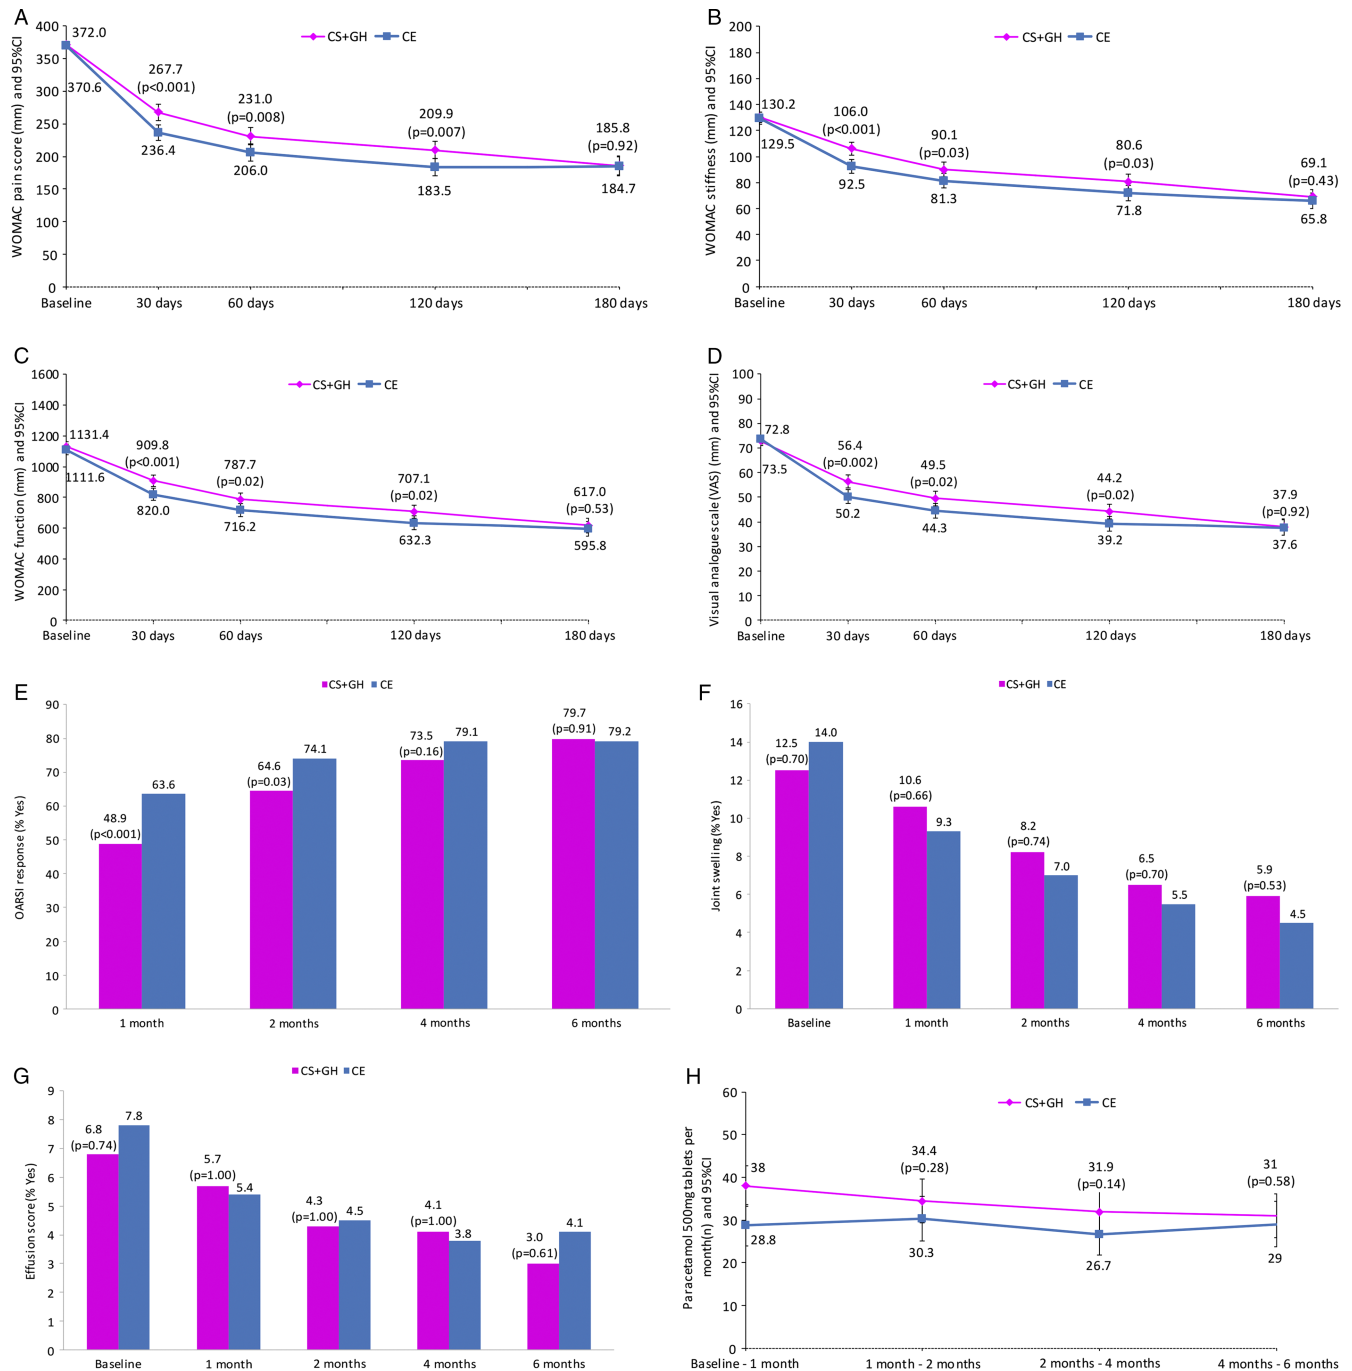 A
WOMAC pain score (mm) and 95%CI
400
350
300
250
200
150
100
50
0
CS+GH
CE
372.0
370.6
267.7
(p<0.001)
236.4
231.0
(p=0.008)
206.0
209.9
(p=0.007)
183.5
185.8
(p=0.92)
184.7
Baseline
30 days
60 days
120 days
180 days
B
WOMAC stiffness (mm) and 95%CI
200
180
160
140
120
100
80
60
40
20
0
CS+GH
CE
130.2
129.5
106.0
(p<0.001)
92.5
90.1
(p=0.03)
81.3
80.6
(p=0.03)
71.8
69.1
(p=0.43)
65.8
Baseline
30 days
60 days
120 days
180 days
C
WOMAC function (mm) and 95%CI
1600
1400
1200
1000
800
600
400
200
0
CS+GH
CE
1131.4
1111.6
909.8
(p<0.001)
820.0
787.7
(p=0.02)
716.2
707.1
(p=0.02)
632.3
617.0
(p=0.53)
595.8
Baseline
30 days
60 days
120 days
180 days
D
Visual analogue scale (VAS) (mm) and 95%CI
100
90
80
70
60
50
40
30
20
10
0
CS+GH
CE
72.8
73.5
56.4
(p=0.002)
50.2
49.5
(p=0.02)
44.3
44.2
(p=0.02)
39.2
37.9
(p=0.92)
37.6
Baseline
30 days
60 days
120 days
180 days
E
OARSI response (% Yes)
90
80
70
60
50
40
30
20
10
0
CS+GH
CE
48.9
(p<0.001)
63.6
64.6
(p=0.03)
74.1
73.5
(p=0.16)
79.1
79.7
(p=0.91)
79.2
1 month
2 months
4 months
6 months
F
Joint swelling (% Yes)
16
14
12
10
8
6
4
2
0
CS+GH
CE
12.5
(p=0.70)
14.0
10.6
(p=0.66)
9.3
8.2
(p=0.74)
7.0
6.5
(p=0.70)
5.5
5.9
(p=0.53)
4.5
Baseline
1 month
2 months
4 months
6 months
G
Effusion score (% Yes)
9
8
7
6
5
4
3
2
1
0
CS+GH
CE
6.8
(p=0.74)
7.8
5.7
(p=1.00)
5.4
4.3
(p=1.00)
4.5
4.1
(p=1.00)
3.8
3.0
(p=0.61)
4.1
Baseline
1 month
2 months
4 months
6 months
H
Paracetamol 500mg tablets per
month(n) and 95%CI
60
50
40
30
20
10
0
CS+GH
CE
38
28.8
34.4
(p=0.28)
30.3
31.9
(p=0.14)
26.7
31
(p=0.58)
29
Baseline - 1 month
1 month - 2 months
2 months - 4 months
4 months - 6 months